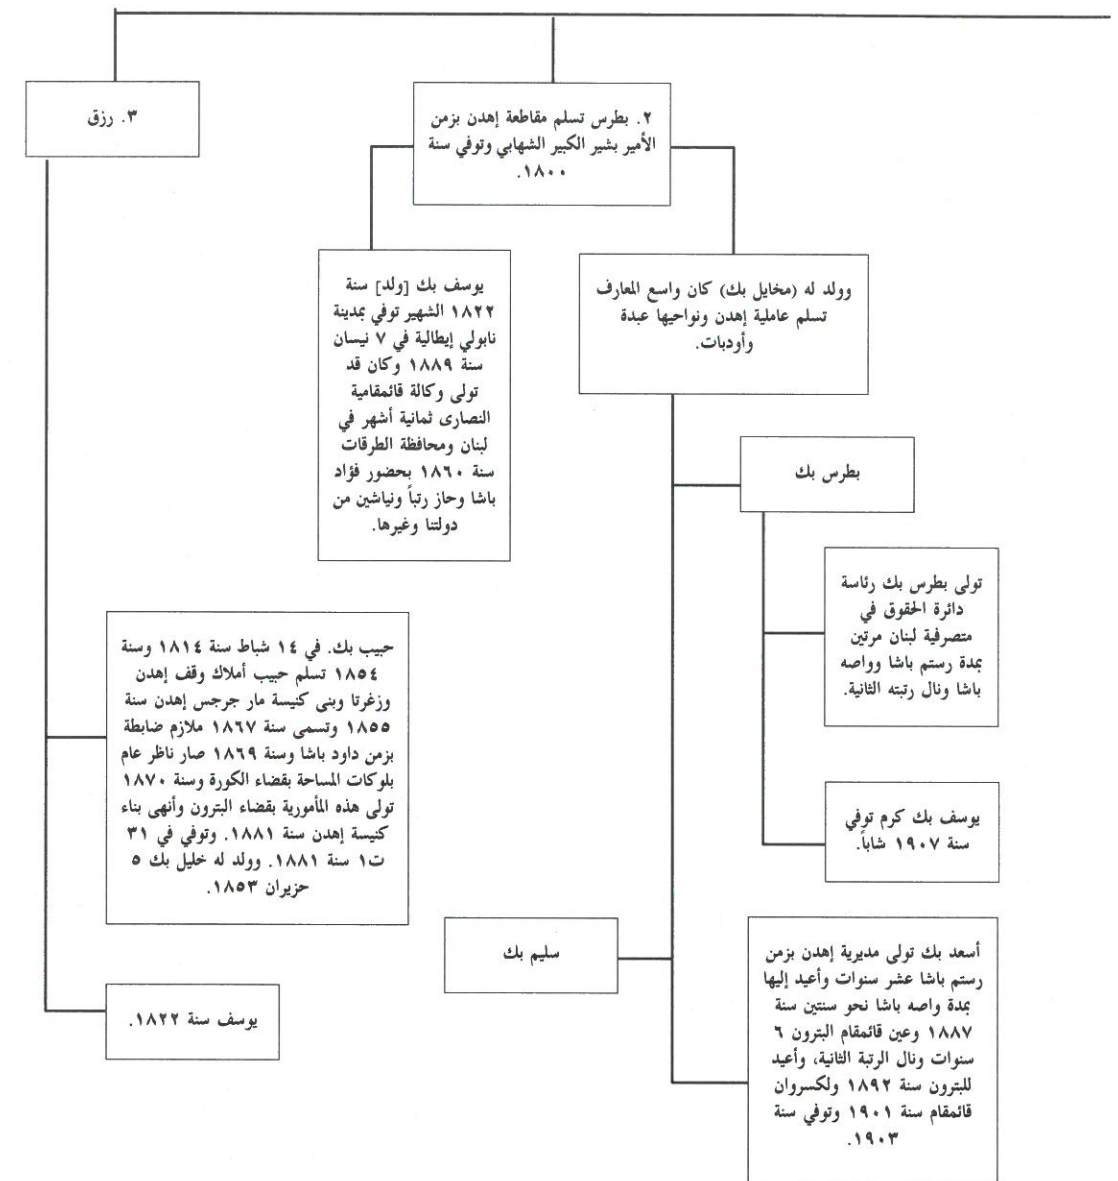 ٢. بطرس تسلم مقاطعة إهدن بزمن
الأمير بشير الكبير الشهابي وتوفي سنة
١٨٠٠.
٣. رزق
وولد له (مخايل بك) كان واسع المعارف
تسلم عاملية إهدن ونواحيها عبدة
وأودبات.
يوسف بك [ولد] سنة
١٨٢٢ الشهير توفي بمدينة
نابولي إيطالية في ٧ نيسان
سنة ١٨٨٩ وكان قد
تولى وكالة قائمقامية
النصارى ثمانية أشهر في
لبنان ومحافظة الطرقات
سنة ١٨٦٠ بحضور فؤاد
باشا وحاز رتباً ونياشين من
دولتنا وغيرها.
بطرس بك
تولى بطرس بك رئاسة
دائرة الحقوق في
متصرفية لبنان مرتين
بمدة رستم باشا وواصه
باشا ونال رتبته الثانية.
يوسف بك كرم توفي
سنة ١٩٠٧ شاباً.
سليم بك
أسعد بك تولى مديرية إهدن بزمن
رستم باشا عشر سنوات وأعيد إليها
بمدة واصه باشا نحو سنتين سنة
١٨٨٧ وعين قائمقام البترون ٦
سنوات ونال الرتبة الثانية، وأعيد
للبترون سنة ١٨٩٢ ولكسروان
قائمقام سنة ١٩٠١ وتوفي سنة
١٩٠٣.
حبيب بك. في ١٤ شباط سنة ١٨١٤ وسنة
١٨٥٤ تسلم حبيب أملاك وقف إهدن
وزغرتا وبنى كنيسة مار جرجس إهدن سنة
١٨٥٥ وتسمى سنة ١٨٦٧ ملازم ضابطة
بزمن داود باشا وسنة ١٨٦٩ صار ناظر عام
بلوكات المساحة بقضاء الكورة وسنة ١٨٧٠
تولى هذه المأمورية بقضاء البترون وأنهى بناء
كنيسة إهدن سنة ١٨٨١. وتوفي في ٣١
ت١ سنة ١٨٨١. وولد له خليل بك ٥
حزيران ١٨٥٣.
يوسف سنة ١٨٢٢.